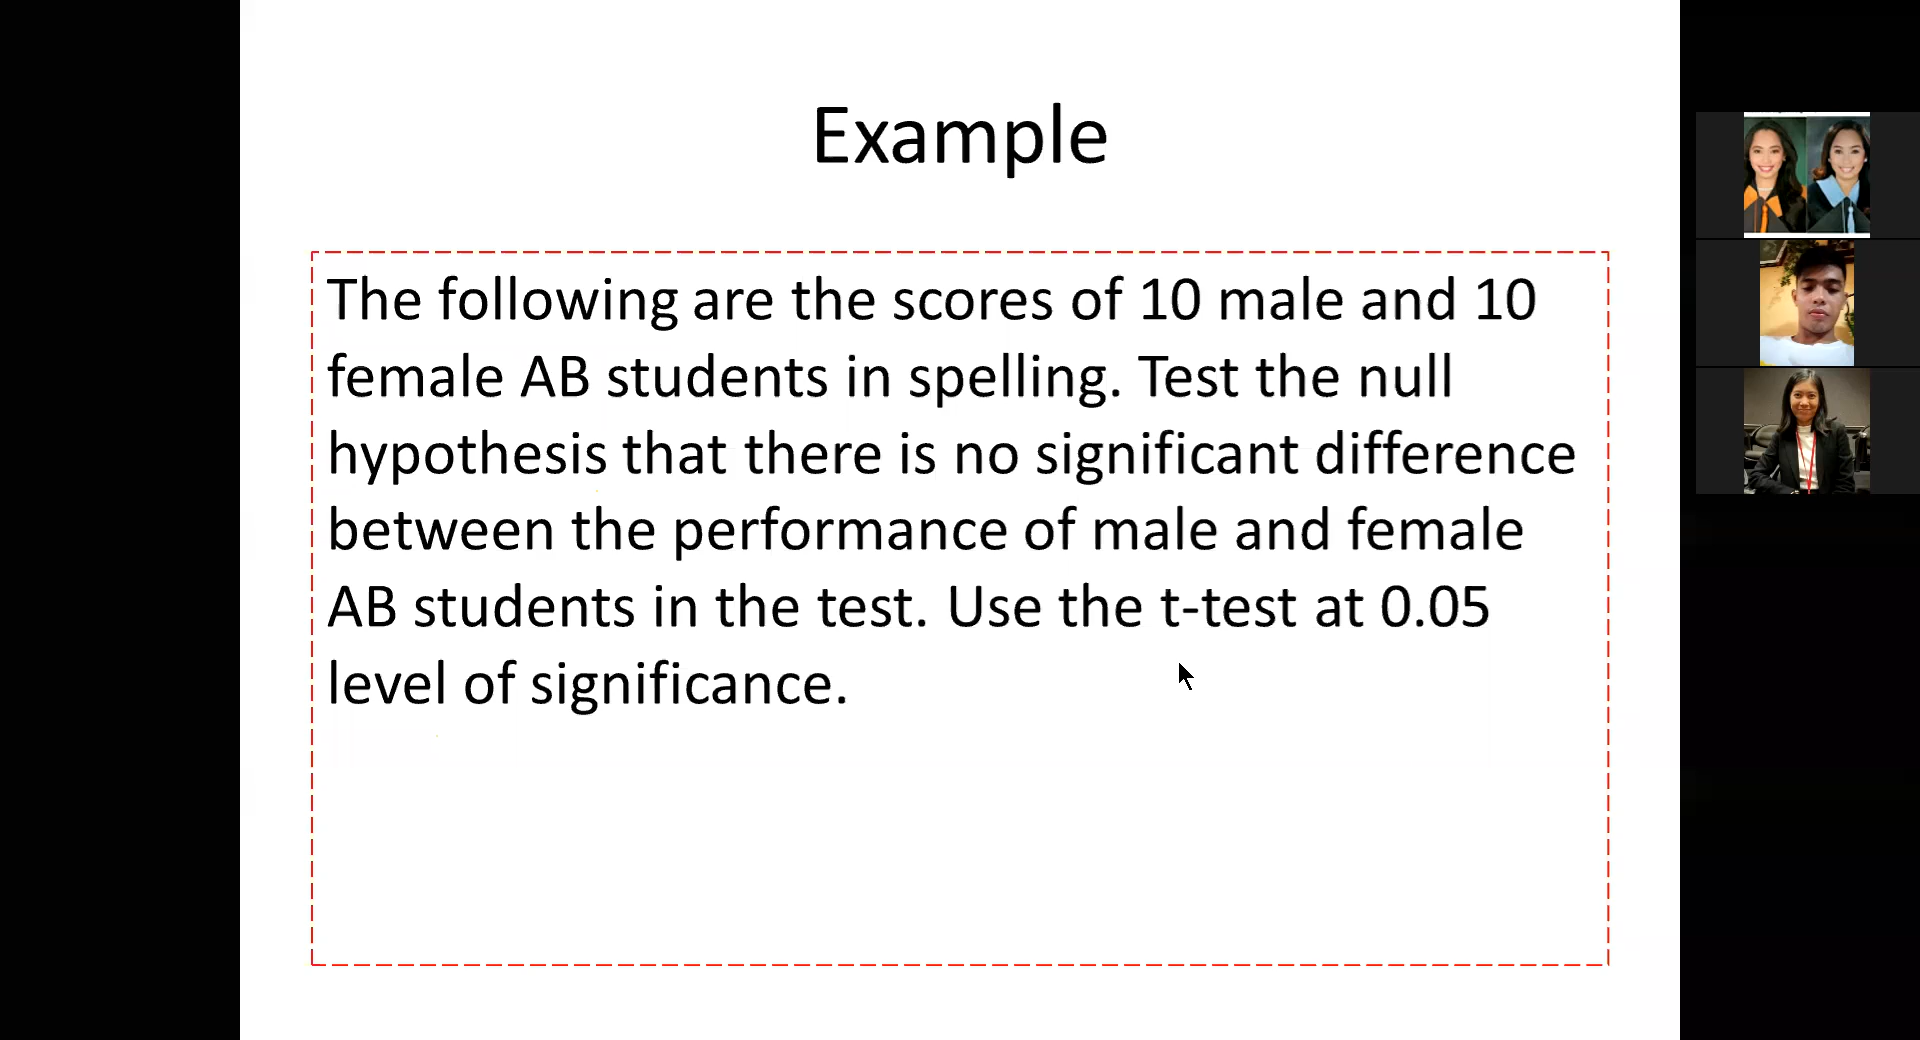 Example
The following are the scores of 10 male and 10
female AB students in spelling. Test the null
hypothesis that there is no significant difference
between the performance of male and female
AB students in the test. Use the t-test at 0.05
level of significance.